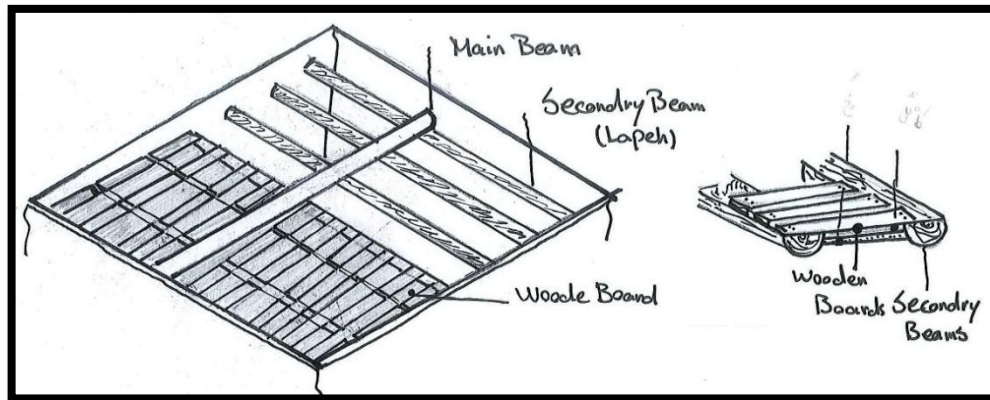 Main Beam
Secondry Beam
(Lapeh)
Woode Board
Wooden
Boards
Secondry
Beams